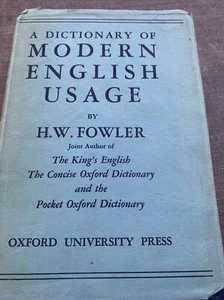 A DICTIONARY OF
MODERN
ENGLISH
USAGE
BY
H.W. FOWLER
Joint Author of
The King's English
The Concise Oxford Dictionary
and the
Pocket Oxford Dictionary
OXFORD UNIVERSITY PRESS